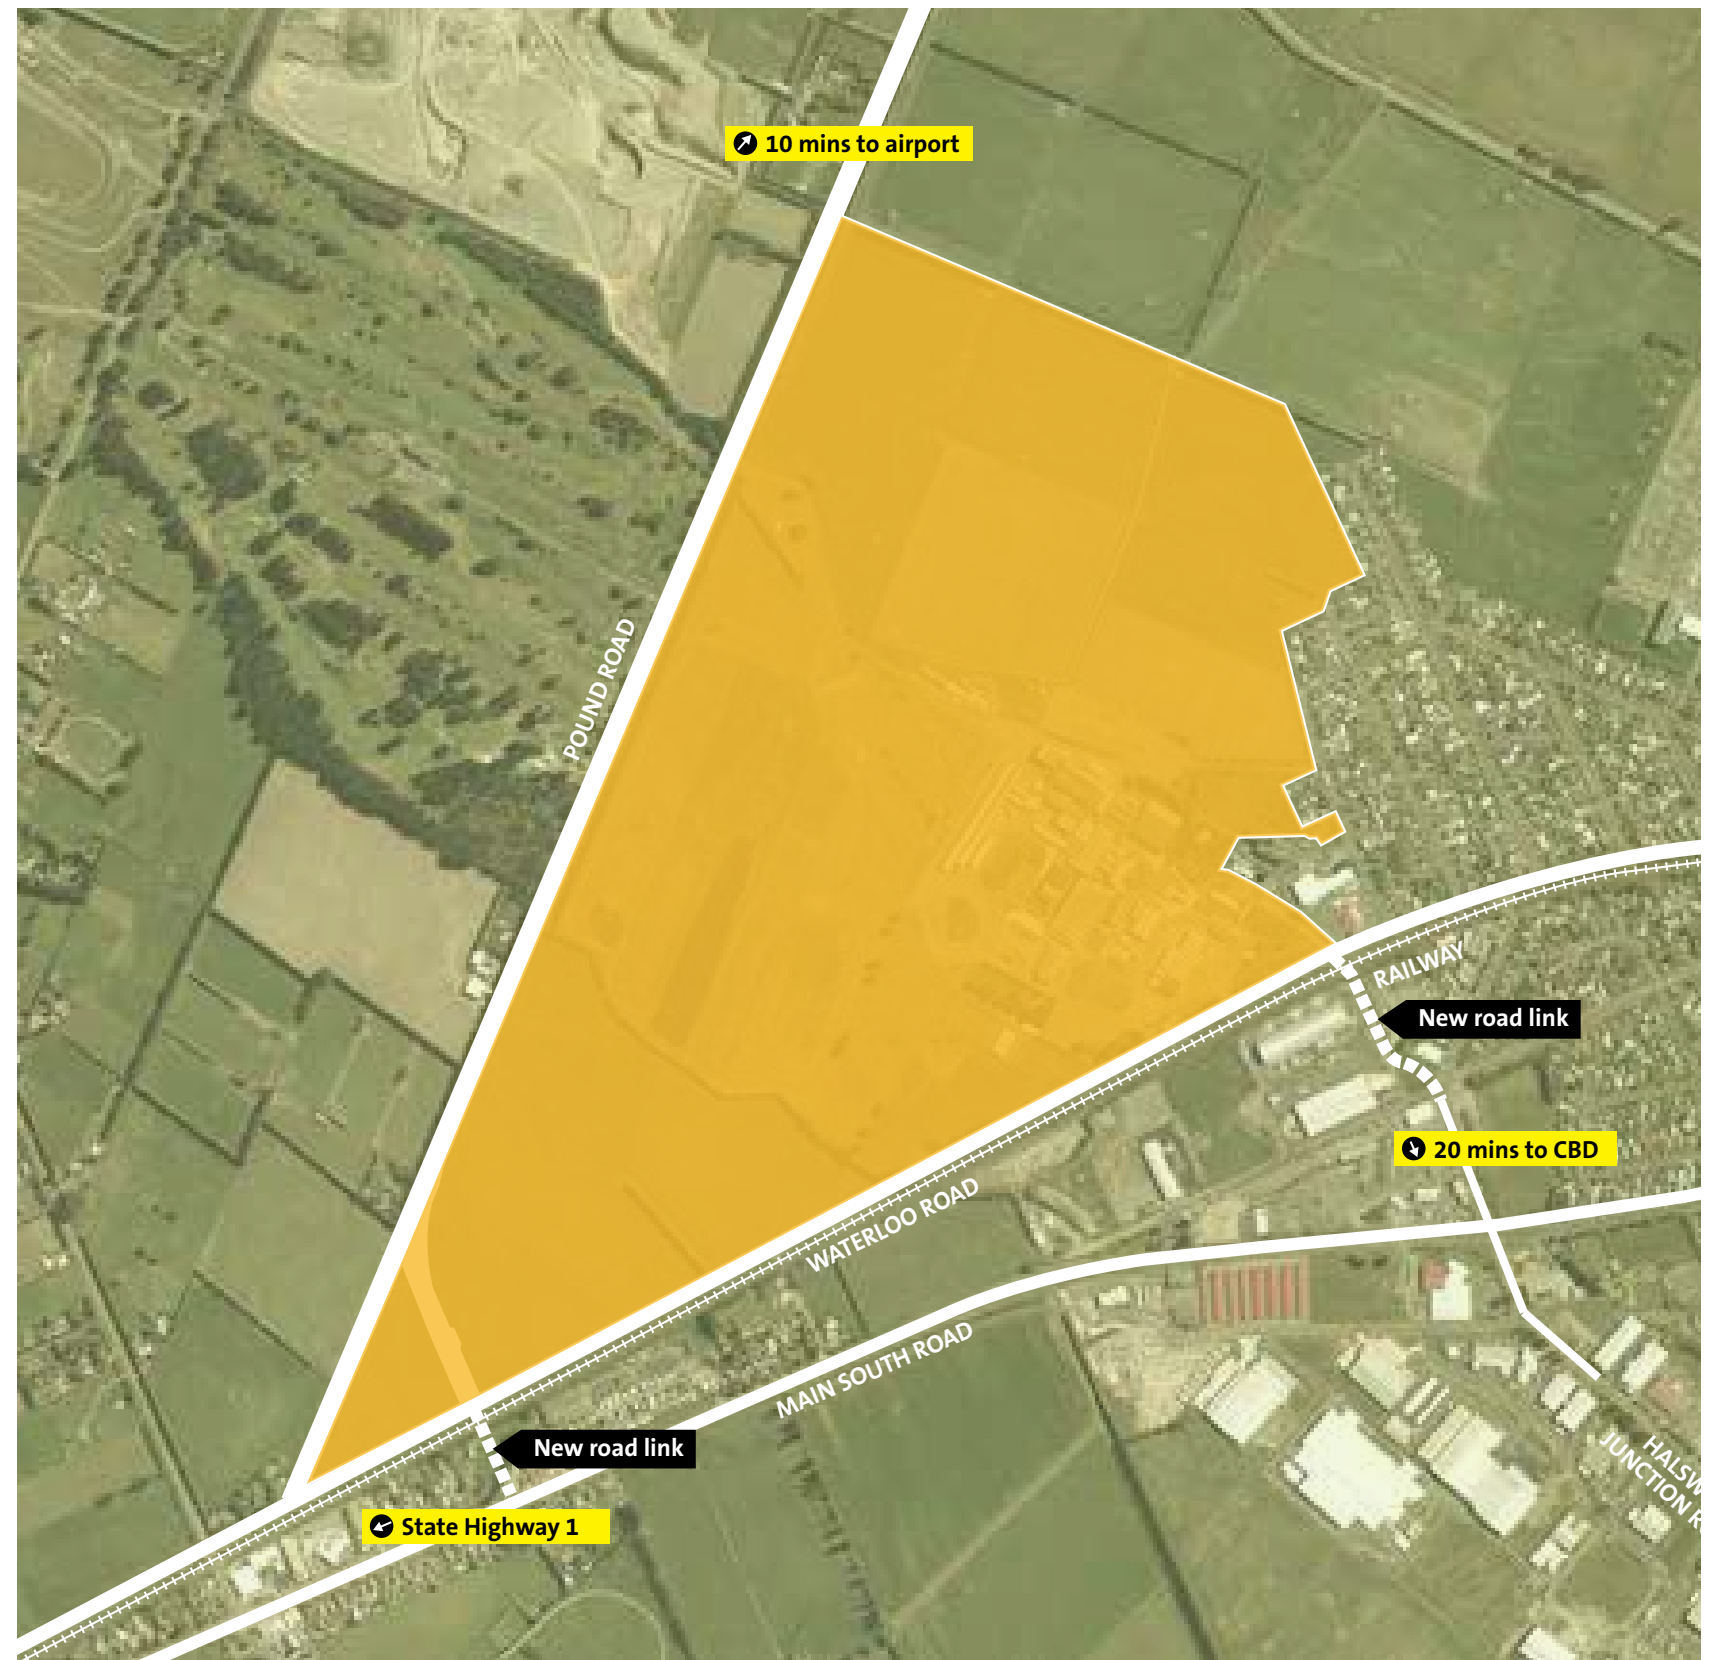 10 mins to airport
POUND ROAD
RAILWAY
New road link
20 mins to CBD
WATERLOO ROAD
MAIN SOUTH ROAD
New road link
State Highway 1
JUNCTION